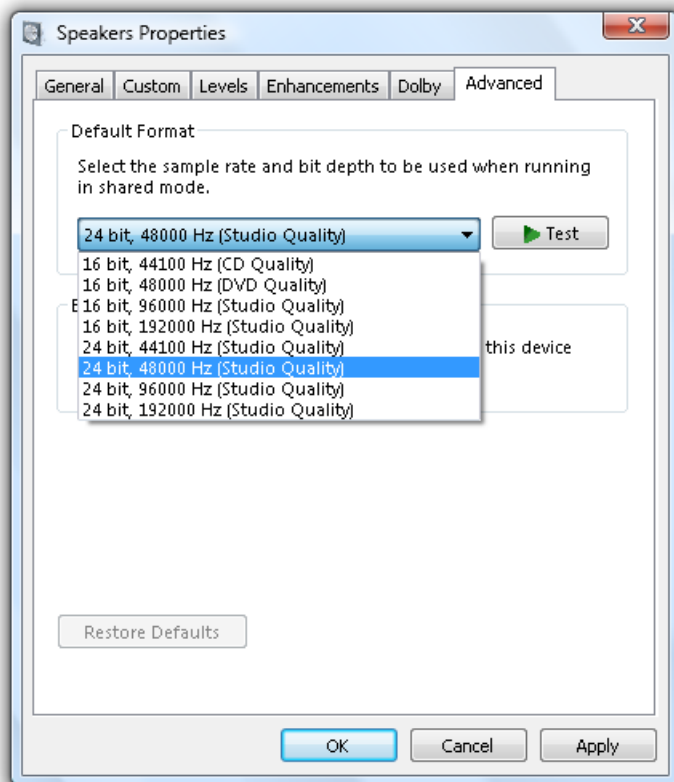 Speakers Properties
General Custom Levels Enhancements Dolby Advanced
Default Format
Select the sample rate and bit depth to be used when running
in shared mode.
24 bit, 48000 Hz (Studio Quality) Test
16 bit, 44100 Hz (CD Quality)
16 bit, 48000 Hz (DVD Quality)
16 bit, 96000 Hz (Studio Quality)
16 bit, 192000 Hz (Studio Quality)
24 bit, 44100 Hz (Studio Quality) this device
24 bit, 48000 Hz (Studio Quality)
24 bit, 96000 Hz (Studio Quality)
24 bit, 192000 Hz (Studio Quality)
Restore Defaults
OK Cancel Apply